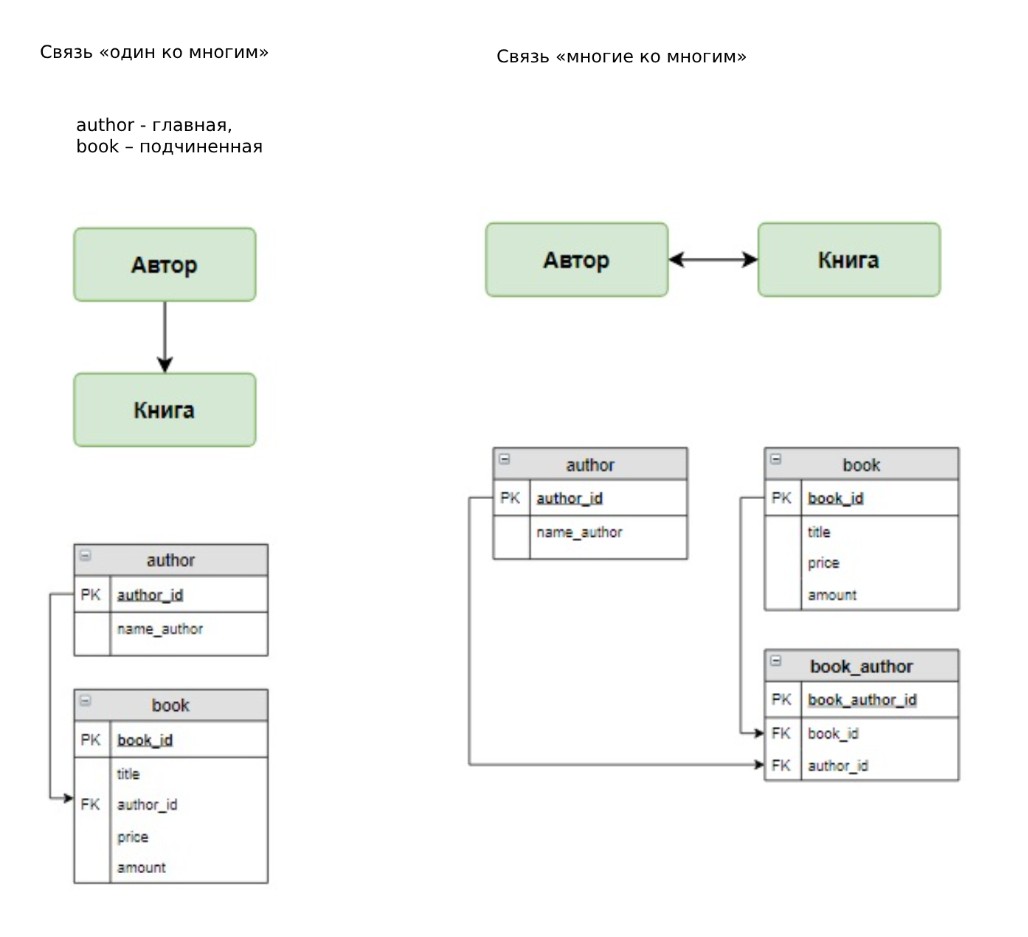 Связь «один ко многим»
author - главная,
book – подчиненная
Автор
Книга
author
PK author_id
name_author
book
PK book_id
title
FK author_id
price
amount
Связь «многие ко многим»
Автор
Книга
author
PK author_id
name_author
book
PK book_id
title
price
amount
book_author
PK book_author_id
FK book_id
FK author_id